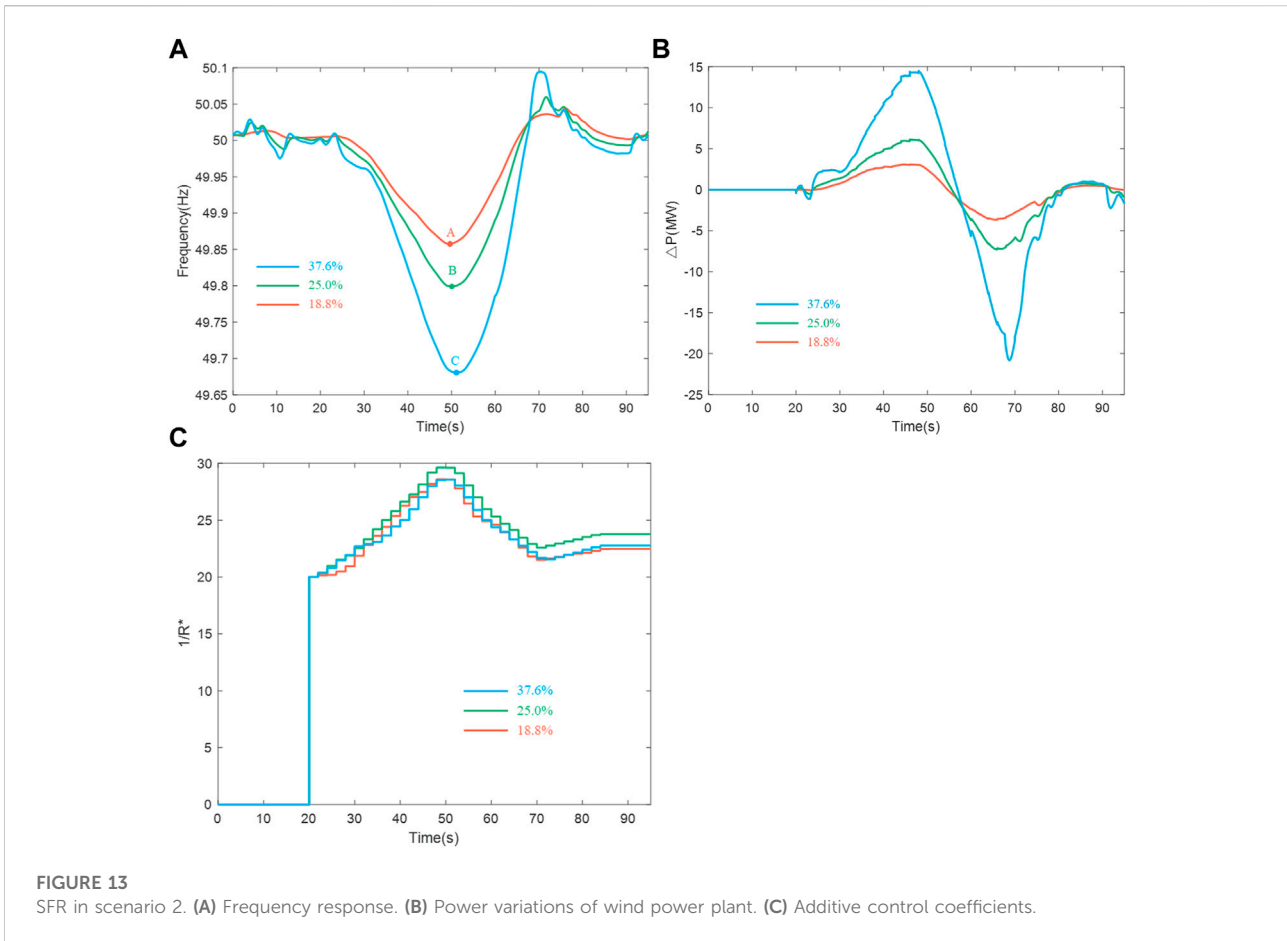 A
50.1
50.05
50
49.95
49.9
49.85
49.8
49.75
49.7
49.65
Frequency(Hz)
A
B
C
37.6%
25.0%
18.8%
0 10 20 30 40 50 60 70 80 90
Time(s)
B
15
10
5
0
-5
-10
-15
-20
-25
△P(MW)
37.6%
25.0%
18.8%
0 10 20 30 40 50 60 70 80 90
Time(s)
C
30
25
20
15
10
5
0
1/R*
37.6%
25.0%
18.8%
0 10 20 30 40 50 60 70 80 90
Time(s)
FIGURE 13
SFR in scenario 2. (A) Frequency response. (B) Power variations of wind power plant. (C) Additive control coefficients.